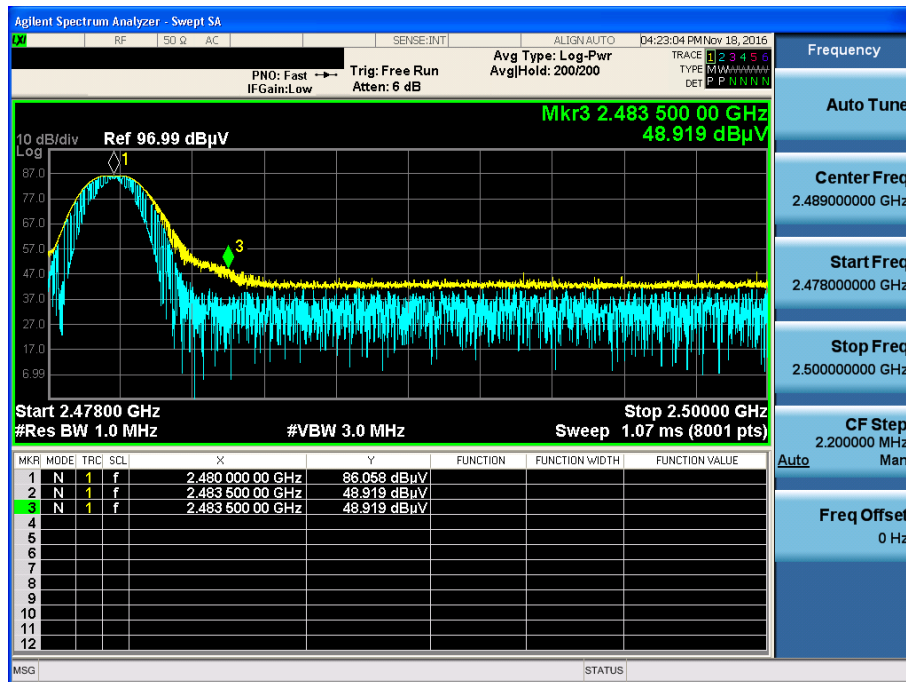 Agilent Spectrum Analyzer - Swept SA
LXI RF 50 Ω AC SENSE:INT ALIGN AUTO 04:23:04 PM Nov 18, 2016
Frequency
PNO: Fast
IFGain:Low
Trig: Free Run
Atten: 6 dB
Avg Type: Log-Pwr
Avg|Hold: 200/200
TRACE 1 2 3 4 5 6
TYPE MWWWWW
DET P P N N N N
Auto Tune
Mkr3 2.483 500 00 GHz
48.919 dBµV
10 dB/div Ref 96.99 dBµV
Log
1
87.0
77.0
67.0
57.0
3
47.0
37.0
27.0
17.0
6.99
Center Freq
2.489000000 GHz
Start Freq
2.478000000 GHz
Stop Freq
2.500000000 GHz
Start 2.47800 GHz Stop 2.50000 GHz
#Res BW 1.0 MHz #VBW 3.0 MHz Sweep 1.07 ms (8001 pts)
CF Step
2.200000 MHz
Auto Man
MKR MODE TRC SCL X Y FUNCTION FUNCTION WIDTH FUNCTION VALUE
1 N 1 f 2.480 000 00 GHz 86.058 dBµV
2 N 1 f 2.483 500 00 GHz 48.919 dBµV
3 N 1 f 2.483 500 00 GHz 48.919 dBµV
4
5
6
7
8
9
10
11
12
Freq Offset
0 Hz
MSG STATUS